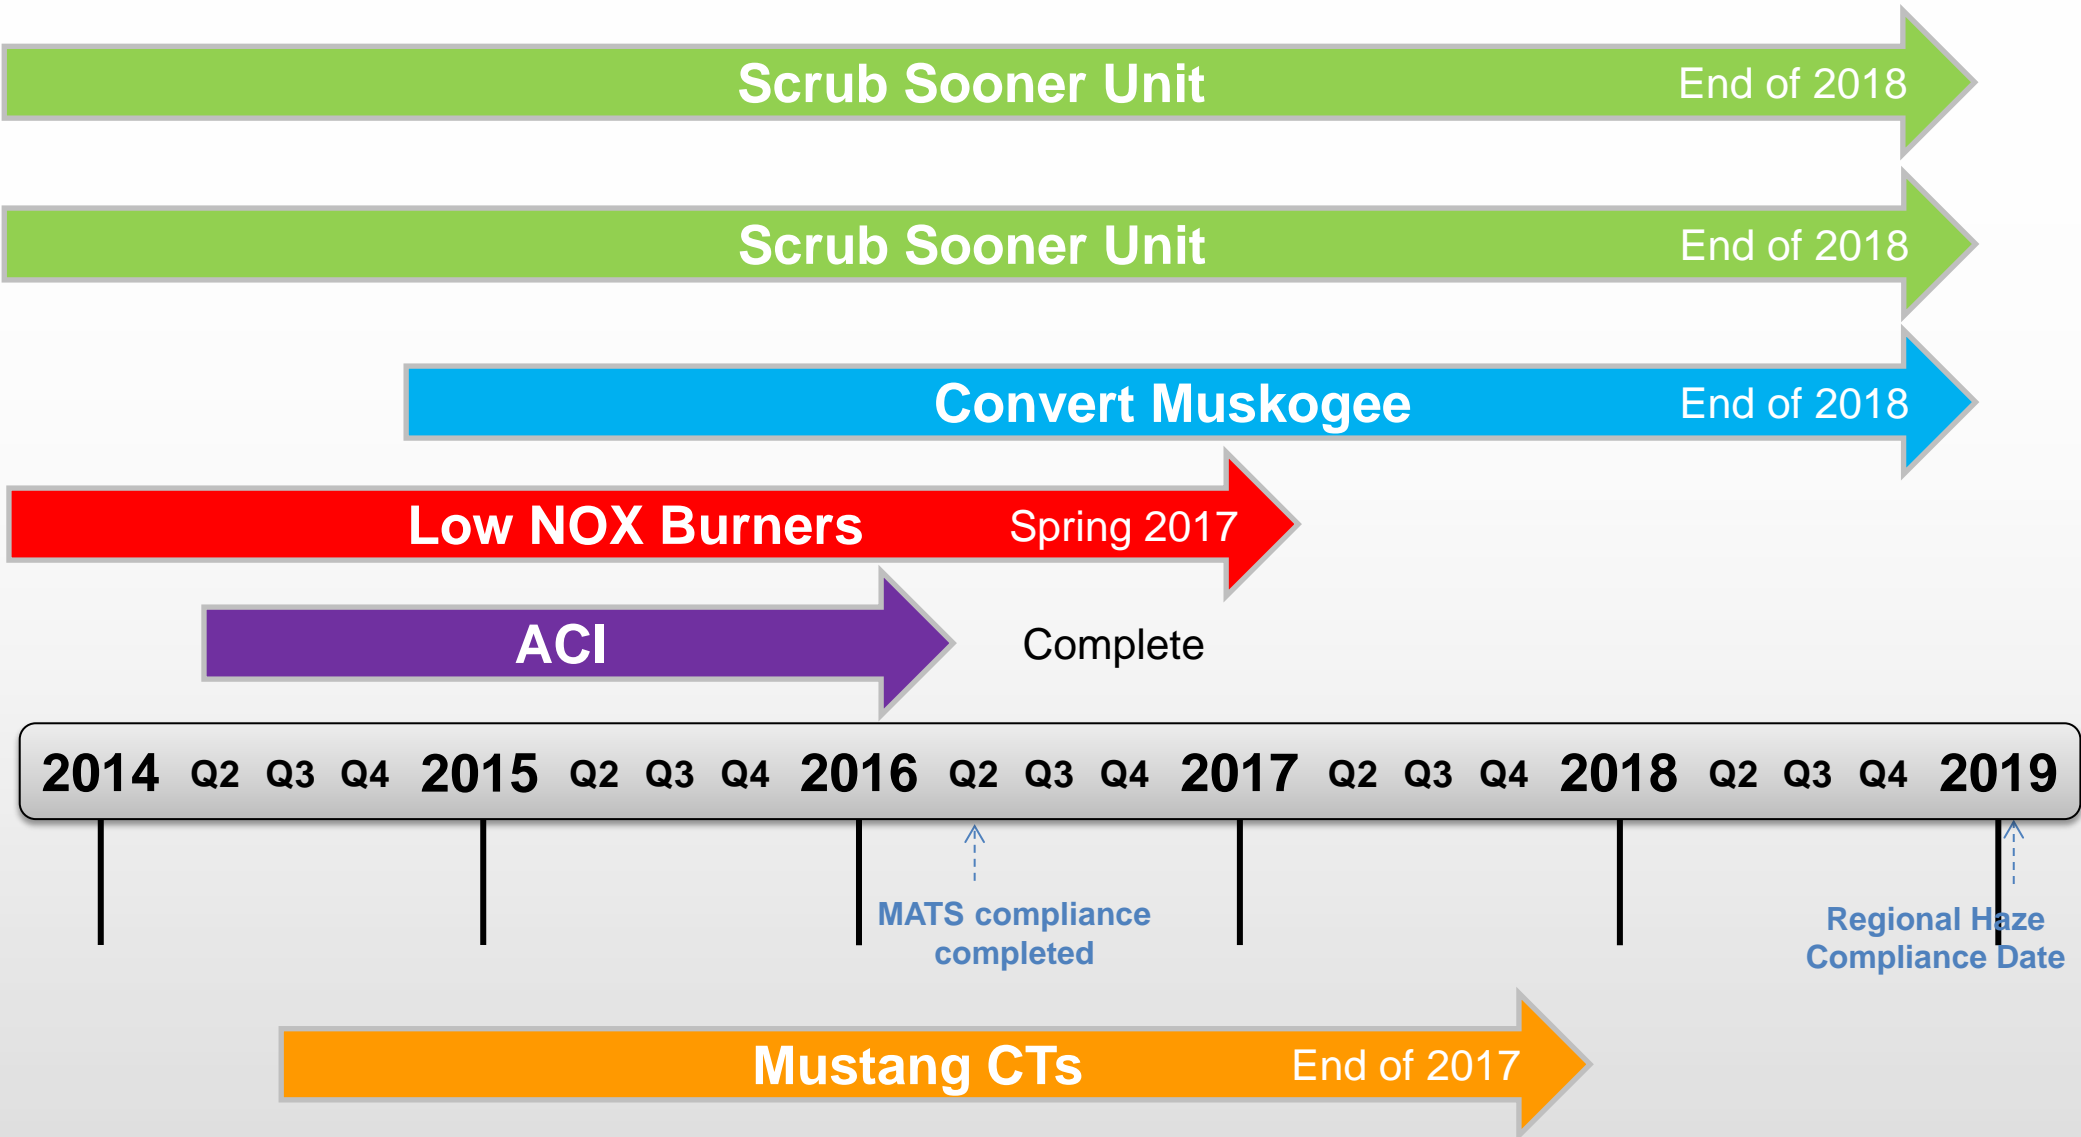 Scrub Sooner Unit End of 2018
Scrub Sooner Unit End of 2018
Convert Muskogee End of 2018
Low NOX Burners Spring 2017
ACI Complete
2014 Q2 Q3 Q4 2015 Q2 Q3 Q4 2016 Q2 Q3 Q4 2017 Q2 Q3 Q4 2018 Q2 Q3 Q4 2019
MATS compliance
completed
Regional Haze
Compliance Date
Mustang CTs End of 2017